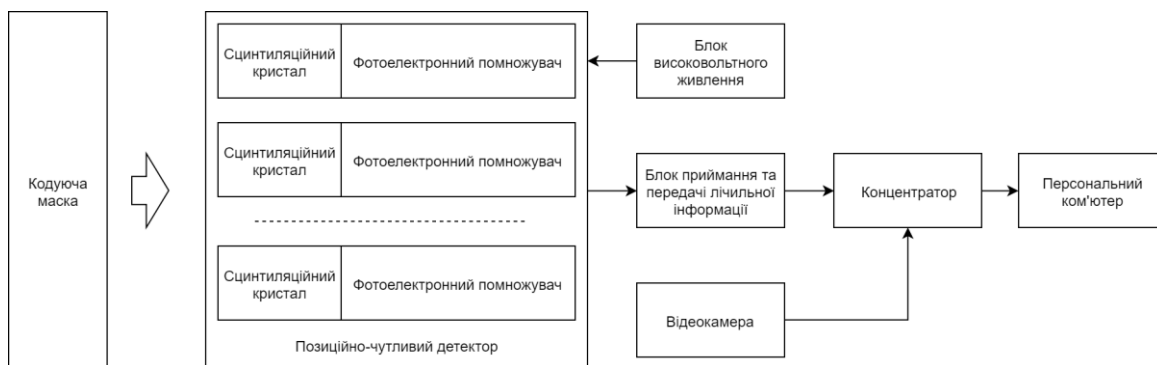 Кодуюча
маска
Сцинтиляційний
кристал
Фотоелектронний помножувач
Сцинтиляційний
кристал
Фотоелектронний помножувач
Сцинтиляційний
кристал
Фотоелектронний помножувач
Позиційно-чутливий детектор
Блок
високовольтного
живлення
Блок приймання та
передачі лічильної
інформації
Концентратор
Персональний
ком'ютер
Відеокамера